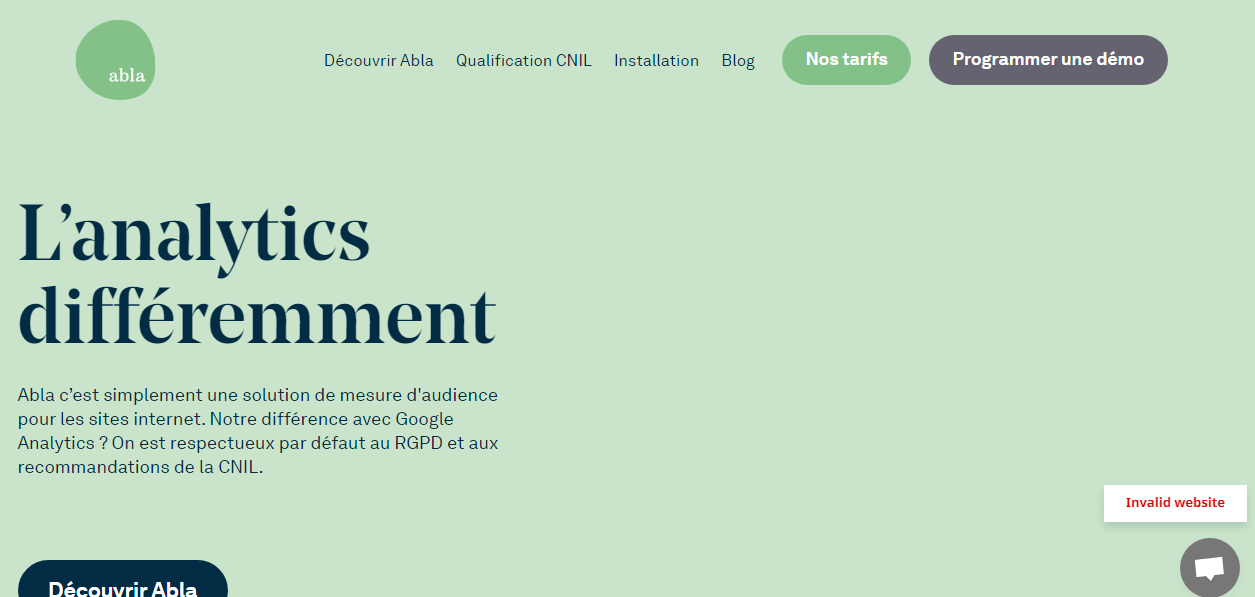 abla
Découvrir Abla
Qualification CNIL
Installation
Blog
Nos tarifs
Programmer une démo
L’analytics
différemment
Abla c’est simplement une solution de mesure d'audience
pour les sites internet. Notre différence avec Google
Analytics ? On est respectueux par défaut au RGPD et aux
recommandations de la CNIL.
Invalid website
Découvrir Abla